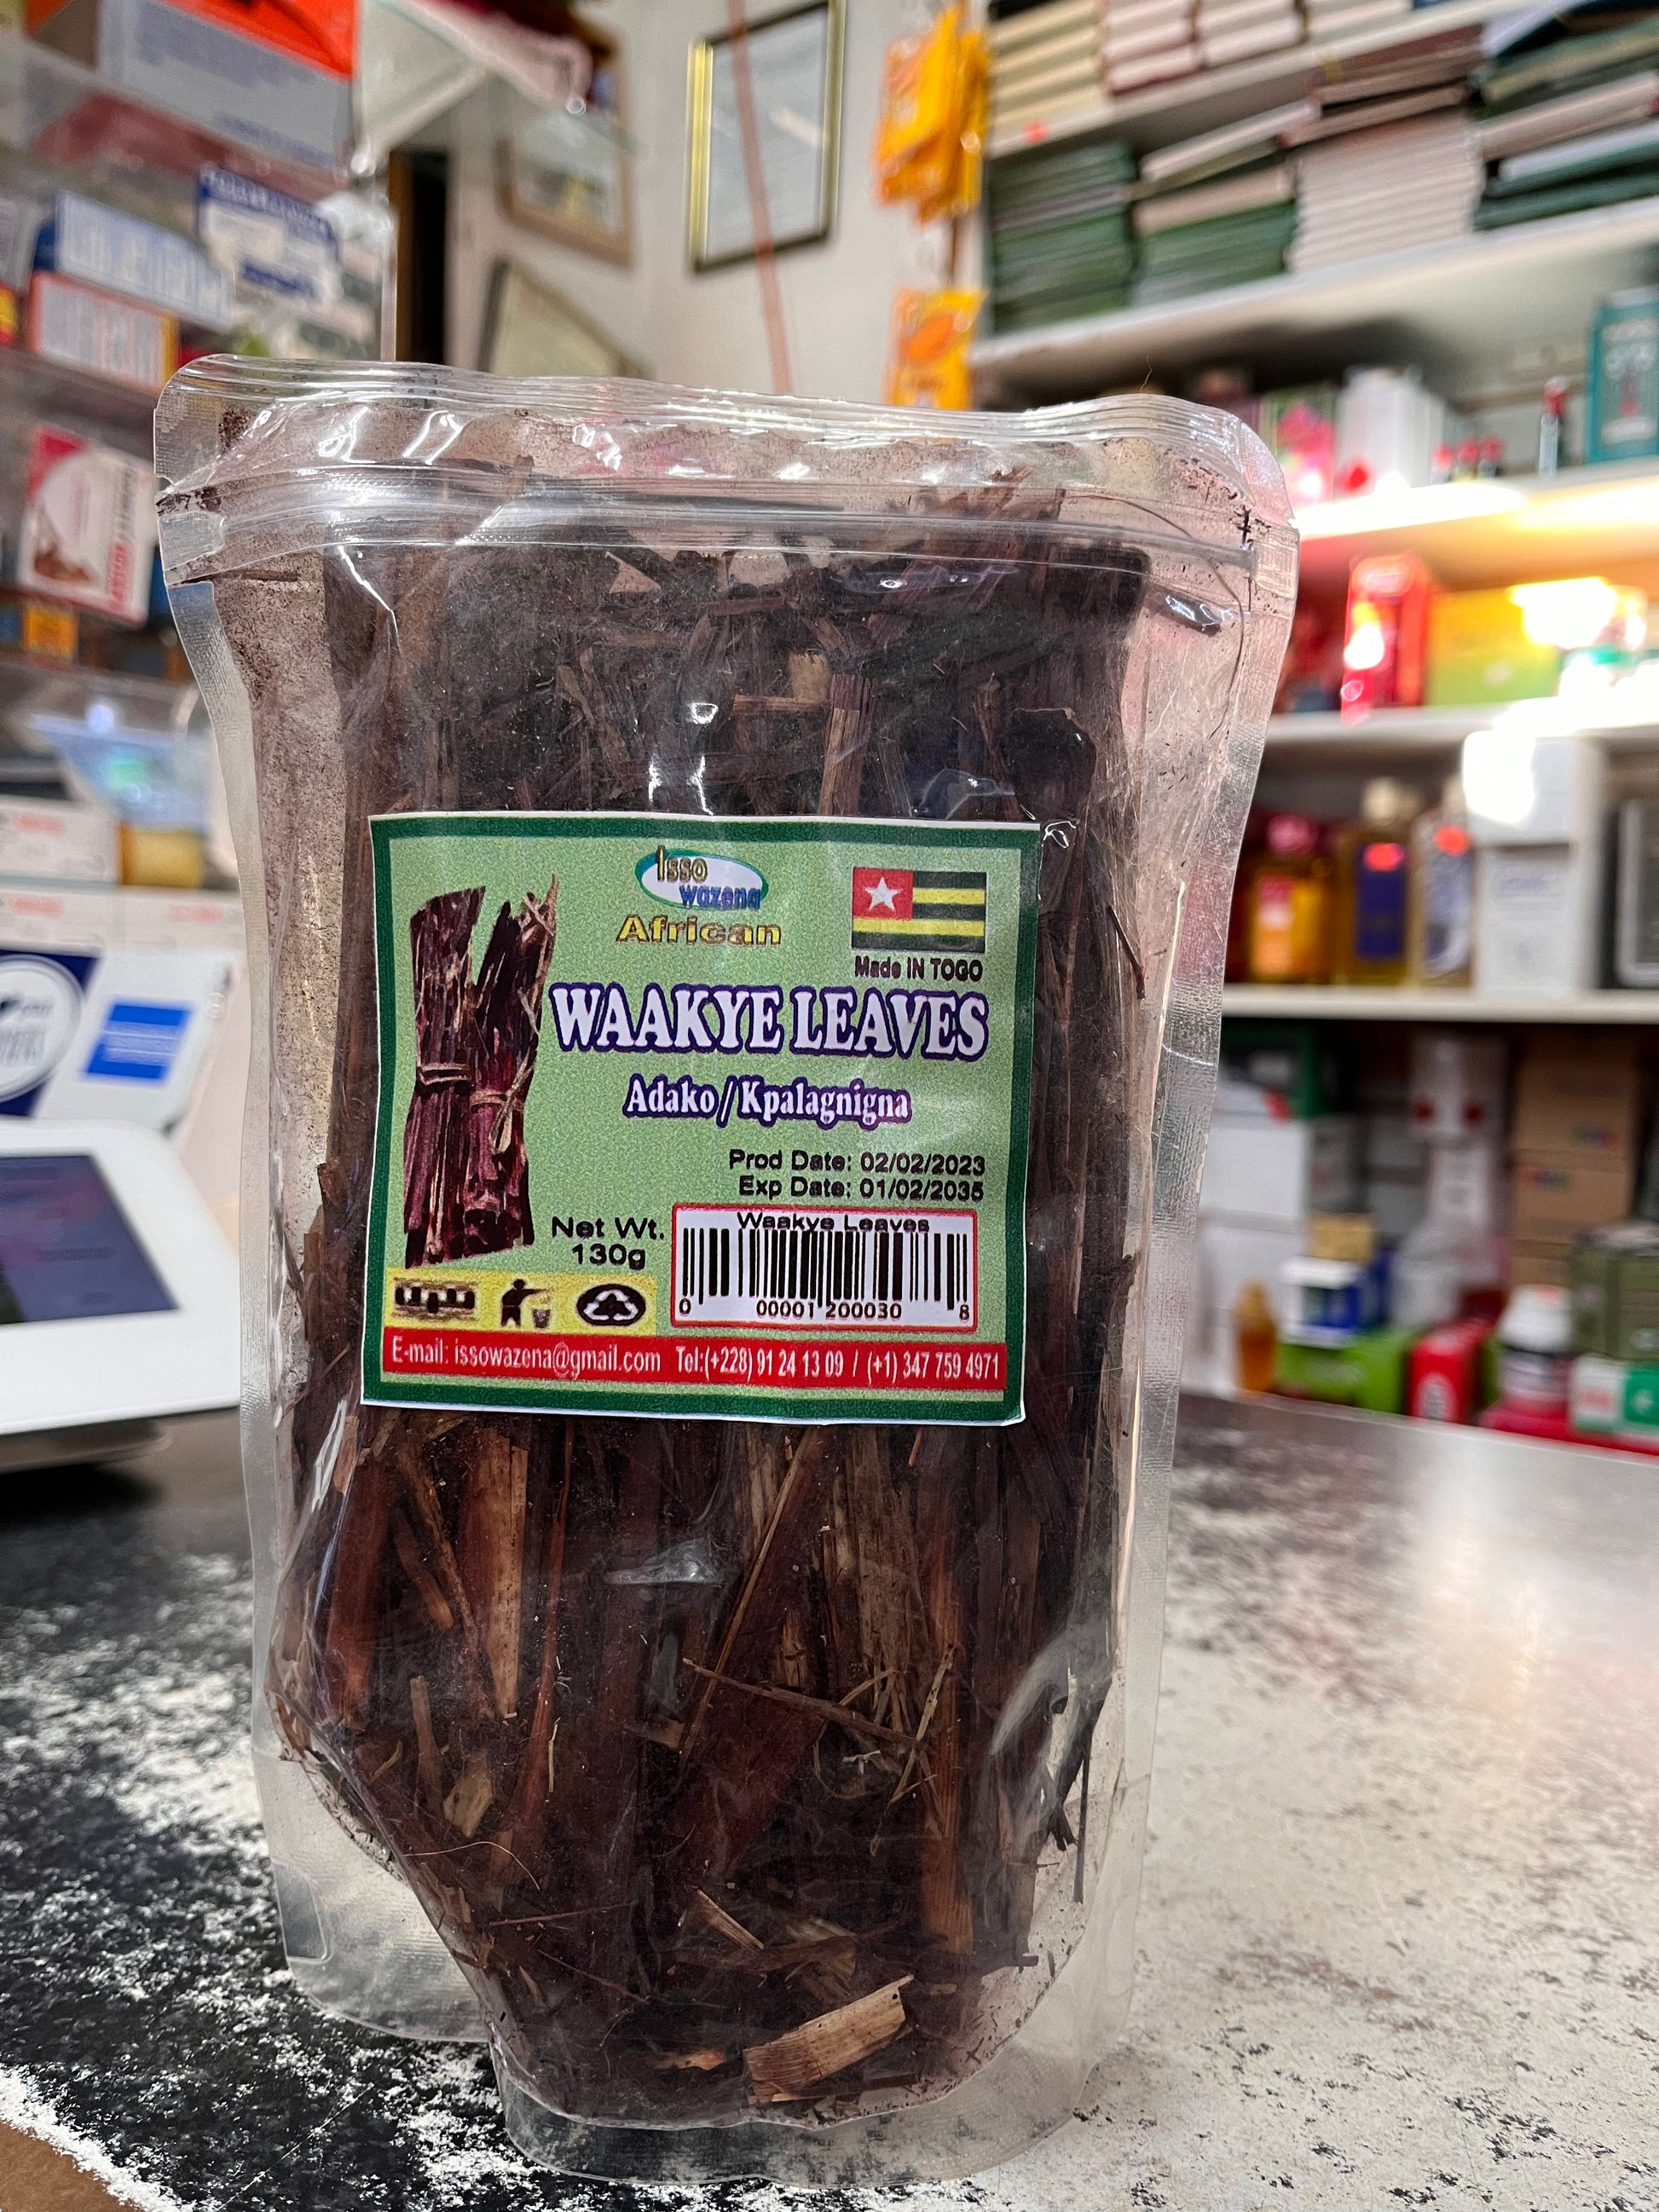 Isso
wazena
African
Made IN TOGO
WAAKYE LEAVES
Adako / Kpalagnigna
Prod Date: 02/02/2023
Exp Date: 01/02/2035
Net Wt.
130g
Waakye Leaves
0 00001 200030 8
E-mail: issowazena@gmail.com Tel:(+228) 91 24 13 09 / (+1) 347 759 4971